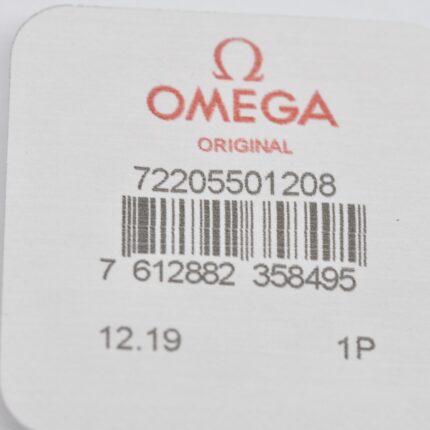 Ω
OMEGA
ORIGINAL
72205501208
7 612882 358495
12.19
1P